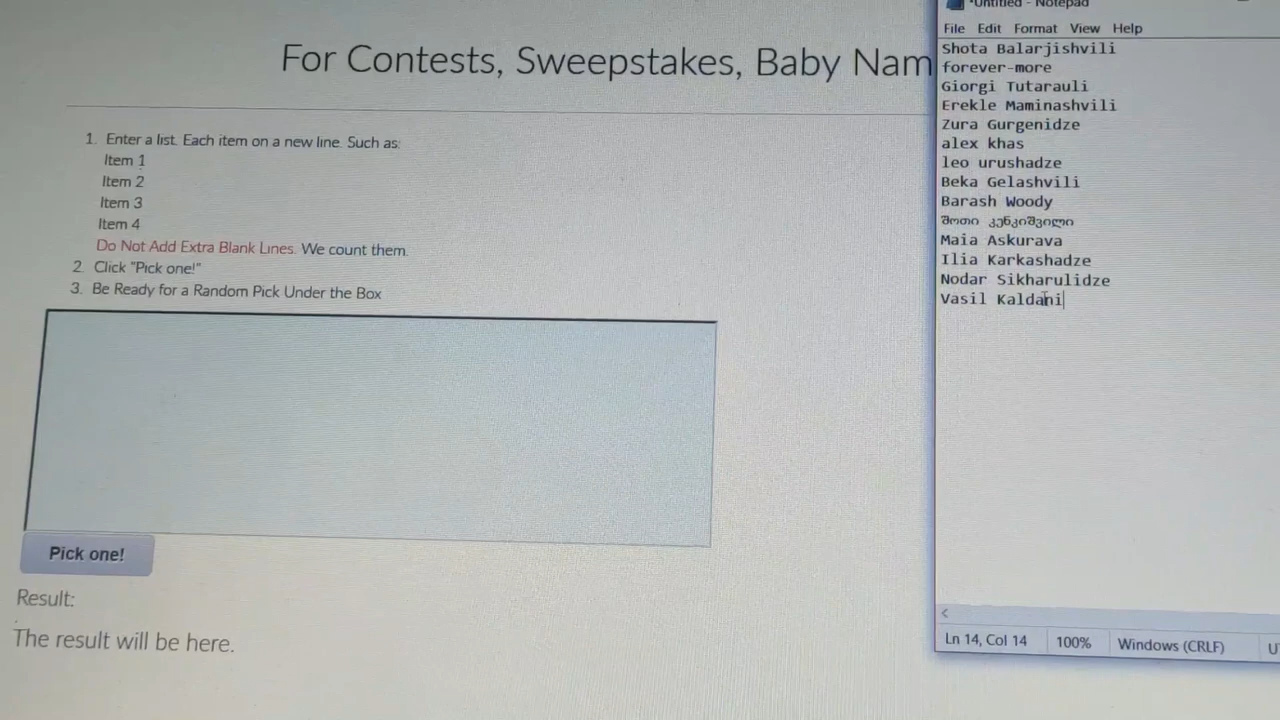 For Contests, Sweepstakes, Baby Nam
1. Enter a list. Each item on a new line. Such as:
Item 1
Item 2
Item 3
Item 4
Do Not Add Extra Blank Lines. We count them.
2. Click "Pick one!"
3. Be Ready for a Random Pick Under the Box
Pick one!
Result:
The result will be here.
*Untitled - Notepad
File Edit Format View Help
Shota Balarjishvili
forever-more
Giorgi Tutarauli
Erekle Maminashvili
Zura Gurgenidze
alex khas
leo urushadze
Beka Gelashvili
Barash Woody
შოთი კენკიშვილი
Maia Askurava
Ilia Karkashadze
Nodar Sikharulidze
Vasil Kaldani
Ln 14, Col 14 100% Windows (CRLF) U